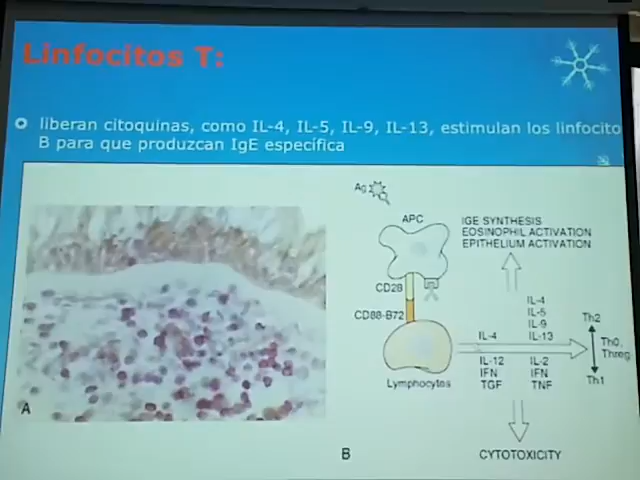 Linfocitos T:
liberan citoquinas, como IL-4, IL-5, IL-9, IL-13, estimulan los linfocito
B para que produzcan IgE específica
Ag
APC
IGE SYNTHESIS
EOSINOPHIL ACTIVATION
EPITHELIUM ACTIVATION
CD28
CD88-B72
Lymphocytes
IL-4
IL-5
IL-9
IL-13
IL-4
IL-12
IFN
TGF
IL-2
IFN
TNF
Th2
Th0,
Threg
Th1
CYTOTOXICITY
A
B